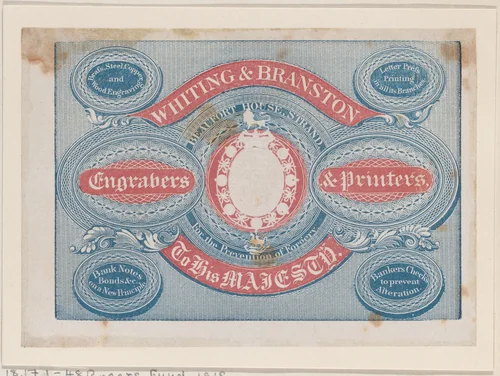 Brass, Steel, Copper,
and
Wood Engraving
Letter Press
Printing
in all its Branches
WHITING & BRANSTON
BEAUFORT HOUSE, STRAND,
Engravers
& Printers,
For the Prevention of Forgery
To His MAJESTY.
Bank Notes
Bonds &c.
on a New Principle
Bankers Checks
to prevent
Alteration
Fund